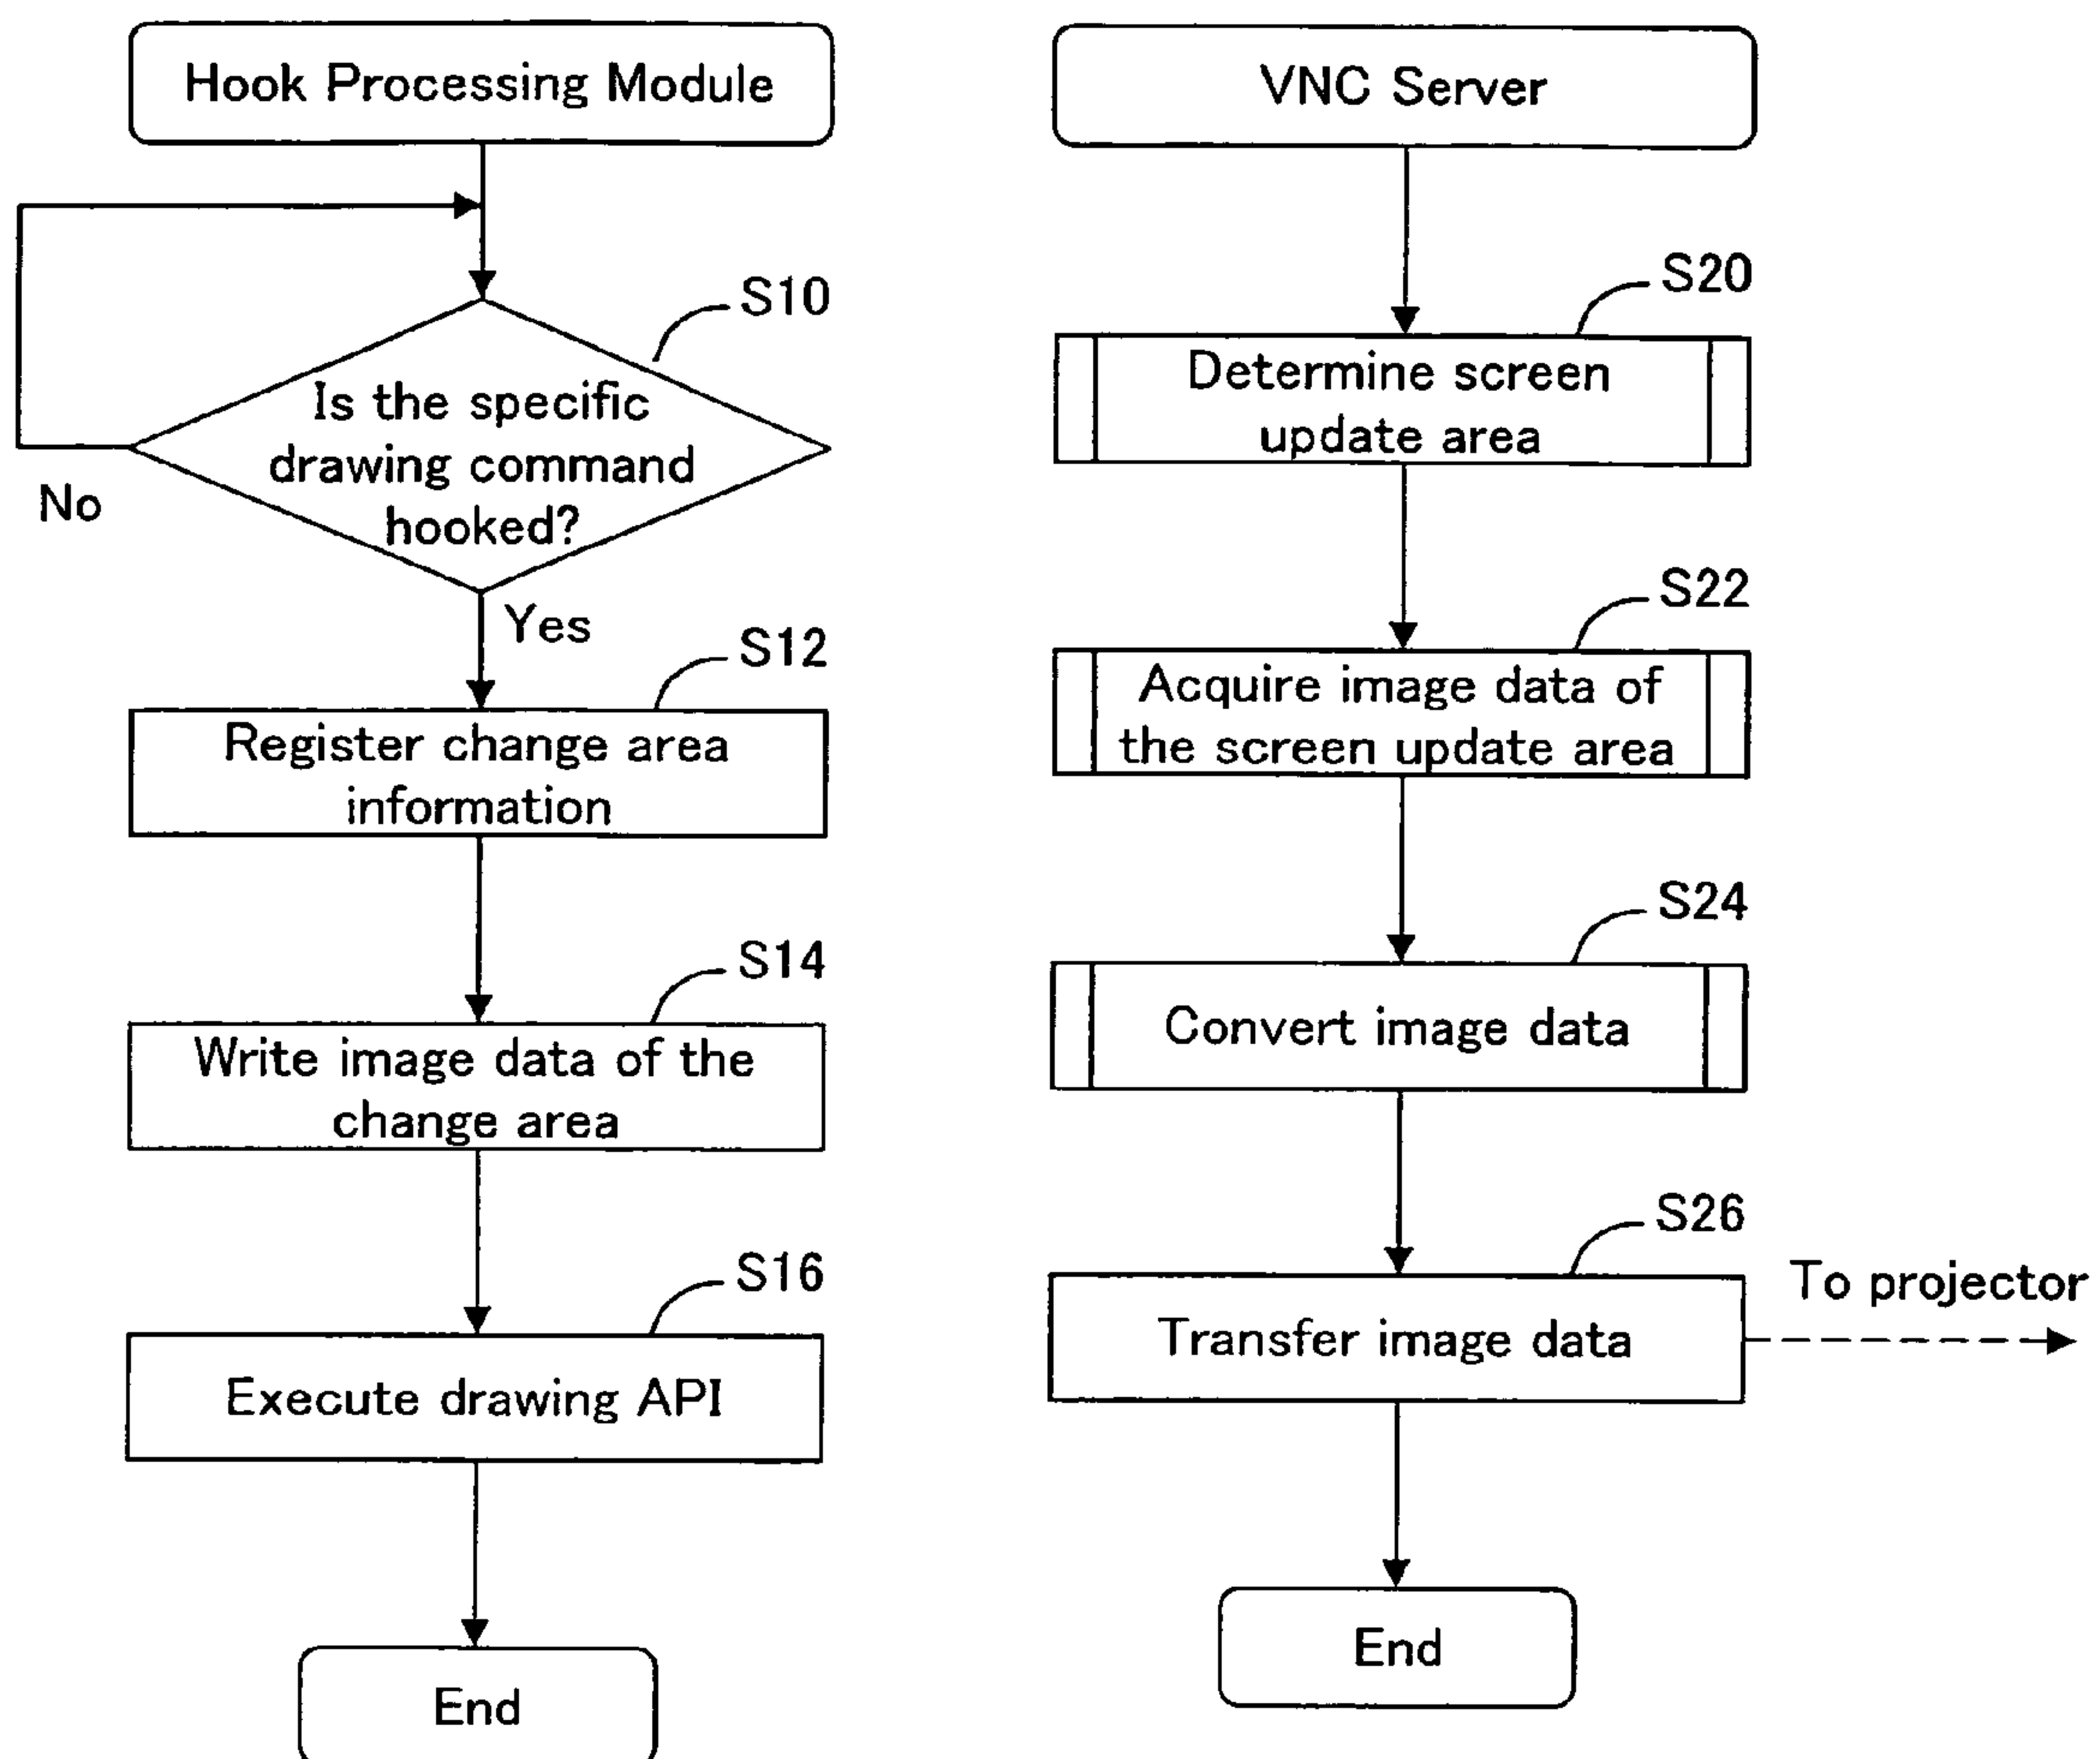 Hook Processing Module
S10
Is the specific
drawing command
hooked?
No
Yes
S12
Register change area
information
S14
Write image data of the
change area
S16
Execute drawing API
End
VNC Server
S20
Determine screen
update area
S22
Acquire image data of
the screen update area
S24
Convert image data
S26
Transfer image data
To projector
End